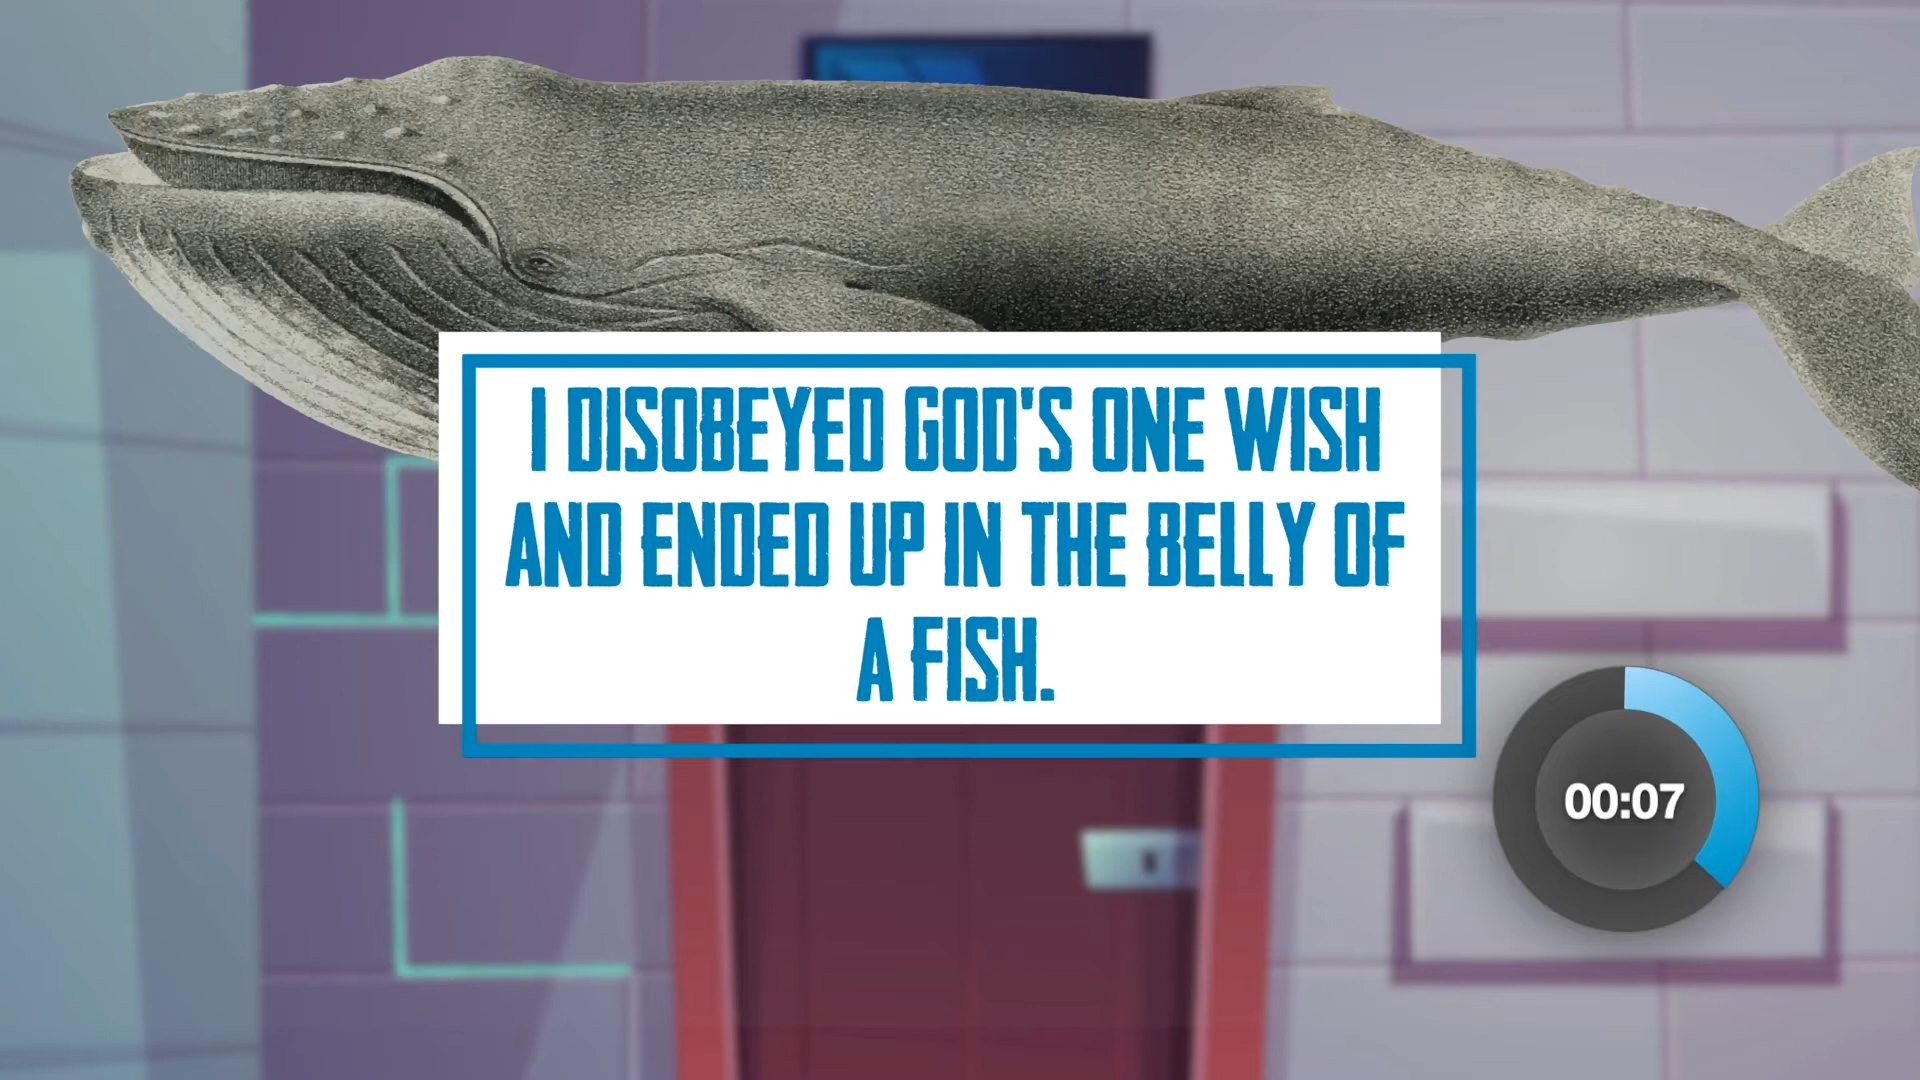 I DISOBEYED GOD'S ONE WISH
AND ENDED UP IN THE BELLY OF
A FISH.
00:07